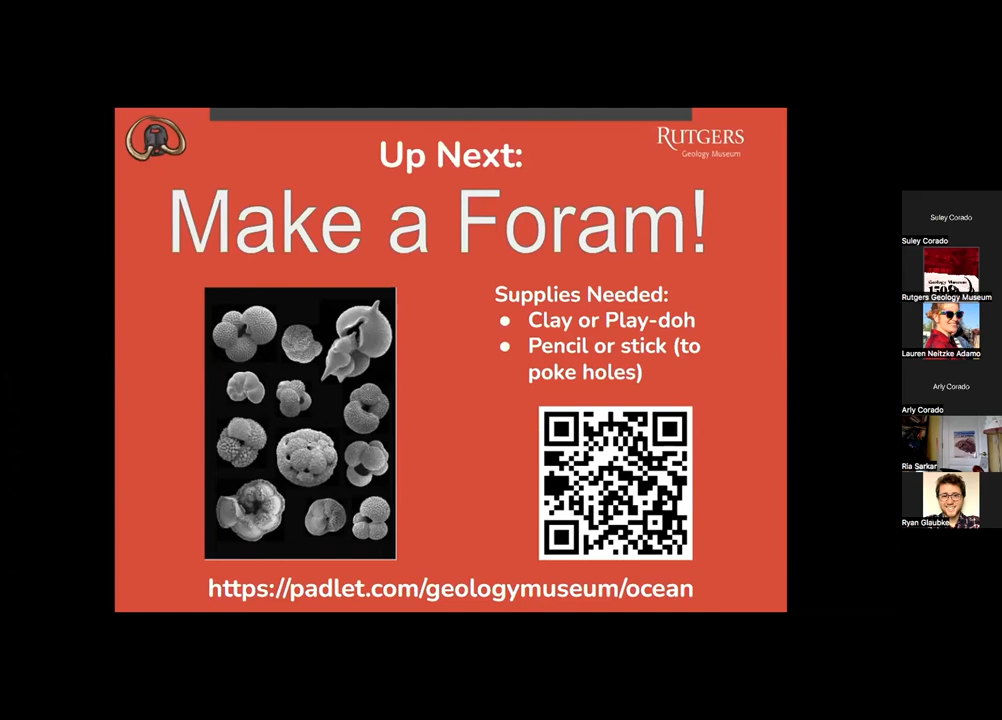 RUTGERS
Geology Museum
Up Next:
Make a Foram!
Supplies Needed:
● Clay or Play-doh
● Pencil or stick (to
poke holes)
https://padlet.com/geologymuseum/ocean
Suley Corado
Suley Corado
Geology Museum
Rutgers Geology Museum
Lauren Neitzke Adamo
Arly Corado
Arly Corado
Ria Sarkar
Ryan Glaubke